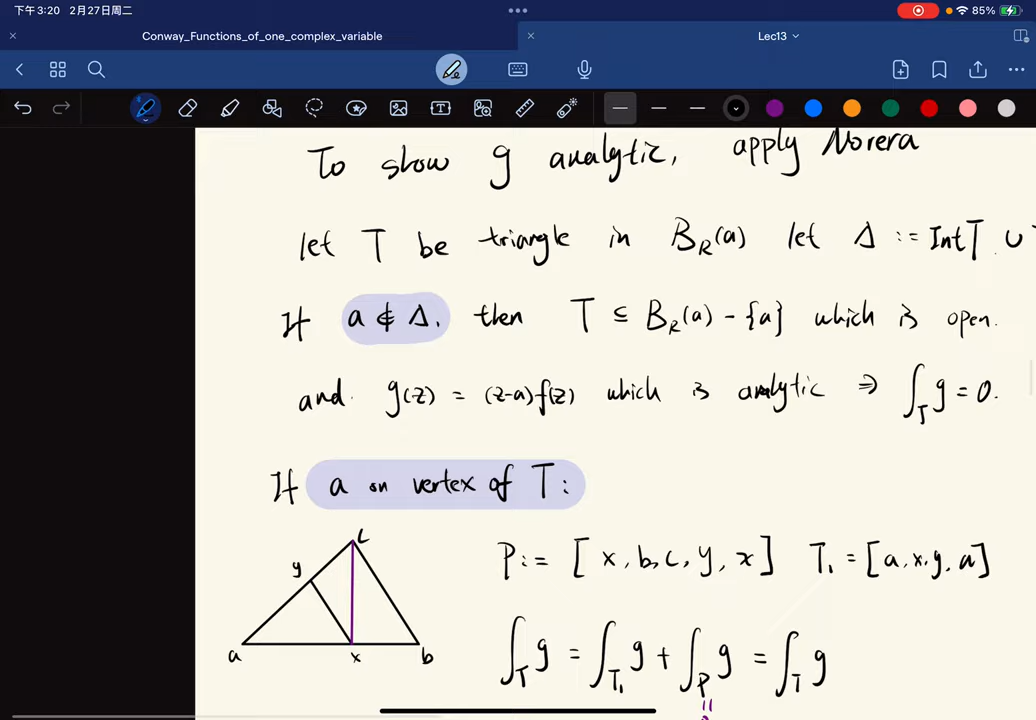 下午3:20 2月27日周二
85%
Conway_Functions_of_one_complex_variable
Lec13
To show g analytic, apply Morera
let T be triangle in B_R(a) let Δ := Int T ∪
If a ∉ Δ, then T ⊆ B_R(a) - {a} which is open.
and. g(z) = (z-a)f(z) which is analytic ⇒ ∫_T g = 0.
If a on vertex of T:
c
y
a x b
P := [x, b, c, y, x] T₁ = [a, x, y, a]
∫_T g = ∫_T₁ g + ∫_P g = ∫_T g